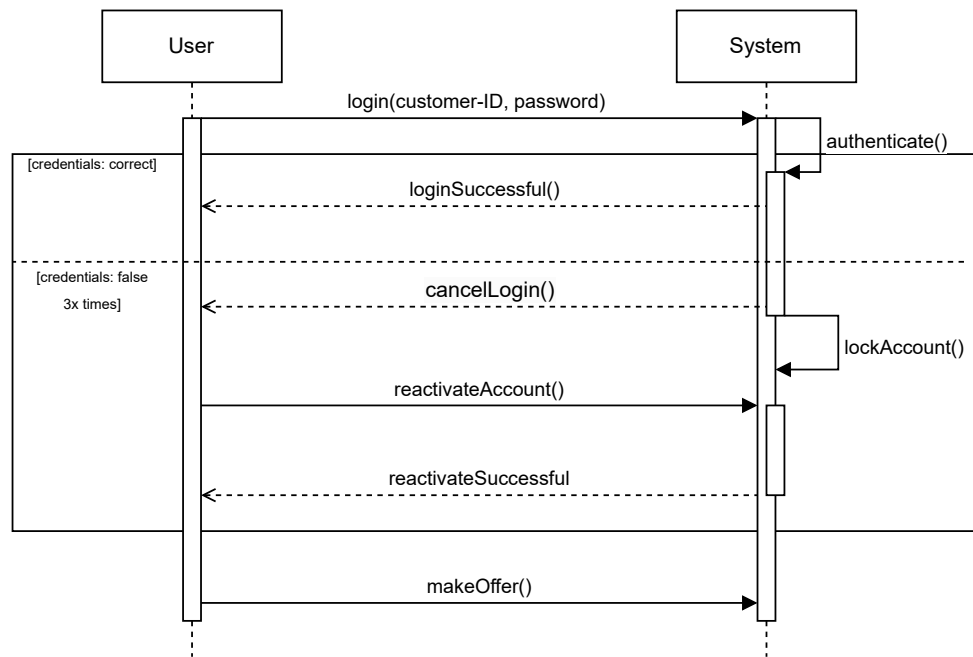 User
System
login(customer-ID, password)
authenticate()
[credentials: correct]
loginSuccessful()
[credentials: false
3x times]
cancelLogin()
lockAccount()
reactivateAccount()
reactivateSuccessful
makeOffer()